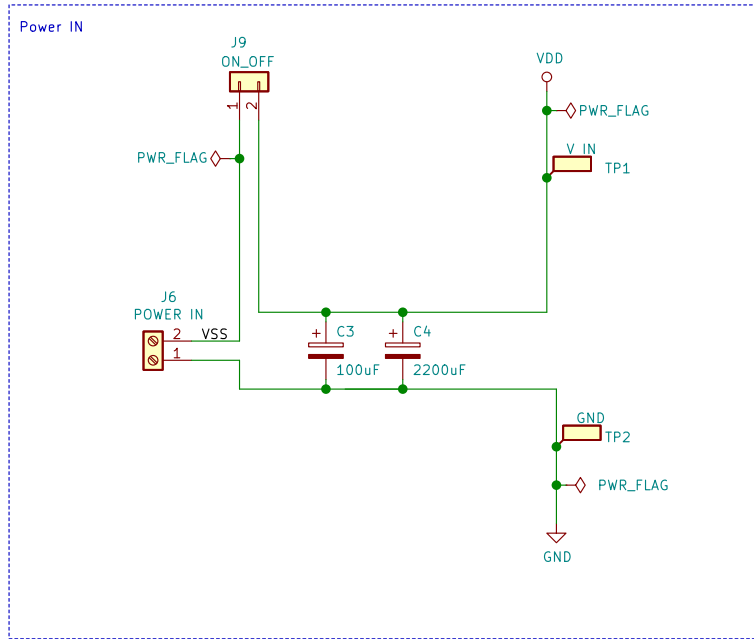 Power IN
J9
ON_OFF
1
2
PWR_FLAG
VDD
PWR_FLAG
V IN
TP1
J6
POWER IN
2
VSS
1
+
C3
100uF
+
C4
2200uF
GND
TP2
PWR_FLAG
GND